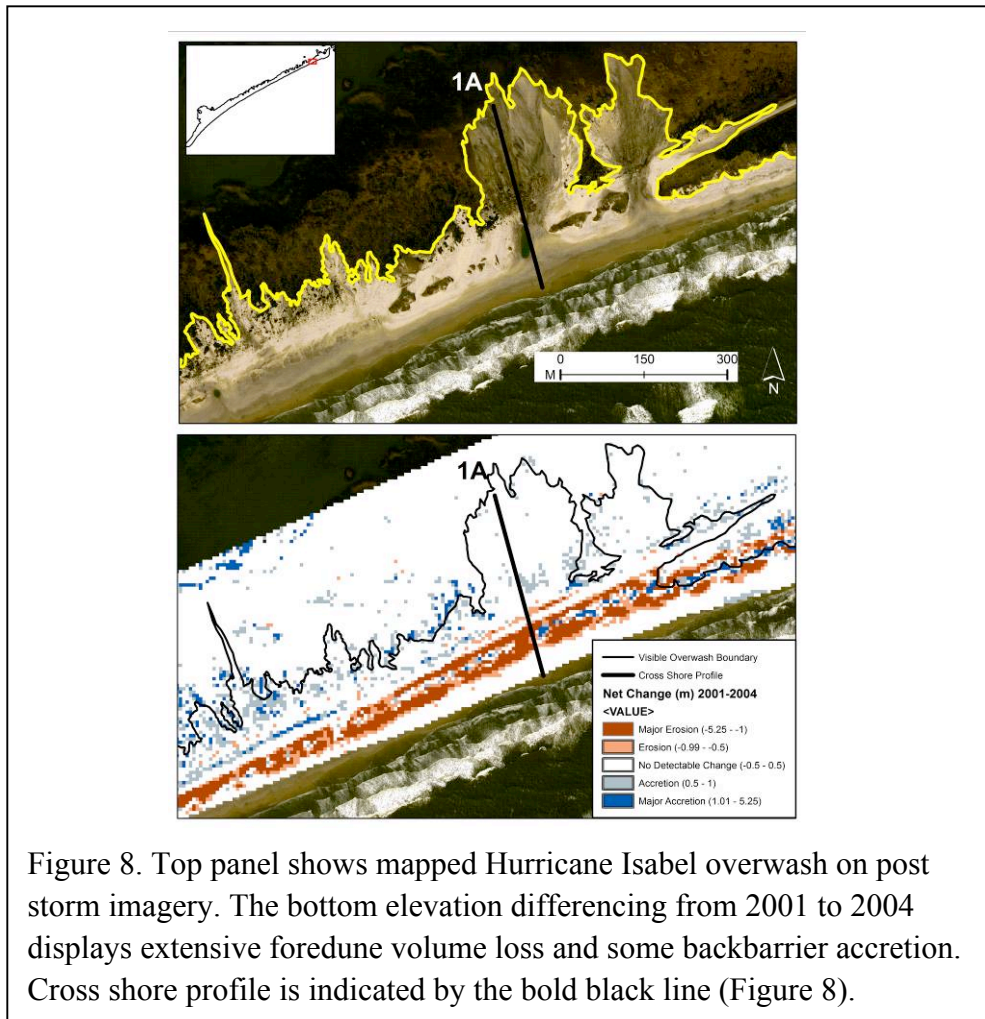 1A
0 150 300
M
N
1A
Visible Overwash Boundary
Cross Shore Profile
Net Change (m) 2001-2004
<VALUE>
Major Erosion (-5.25 - -1)
Erosion (-0.99 - -0.5)
No Detectable Change (-0.5 - 0.5)
Accretion (0.5 - 1)
Major Accretion (1.01 - 5.25)
Figure 8. Top panel shows mapped Hurricane Isabel overwash on post
storm imagery. The bottom elevation differencing from 2001 to 2004
displays extensive foredune volume loss and some backbarrier accretion.
Cross shore profile is indicated by the bold black line (Figure 8).